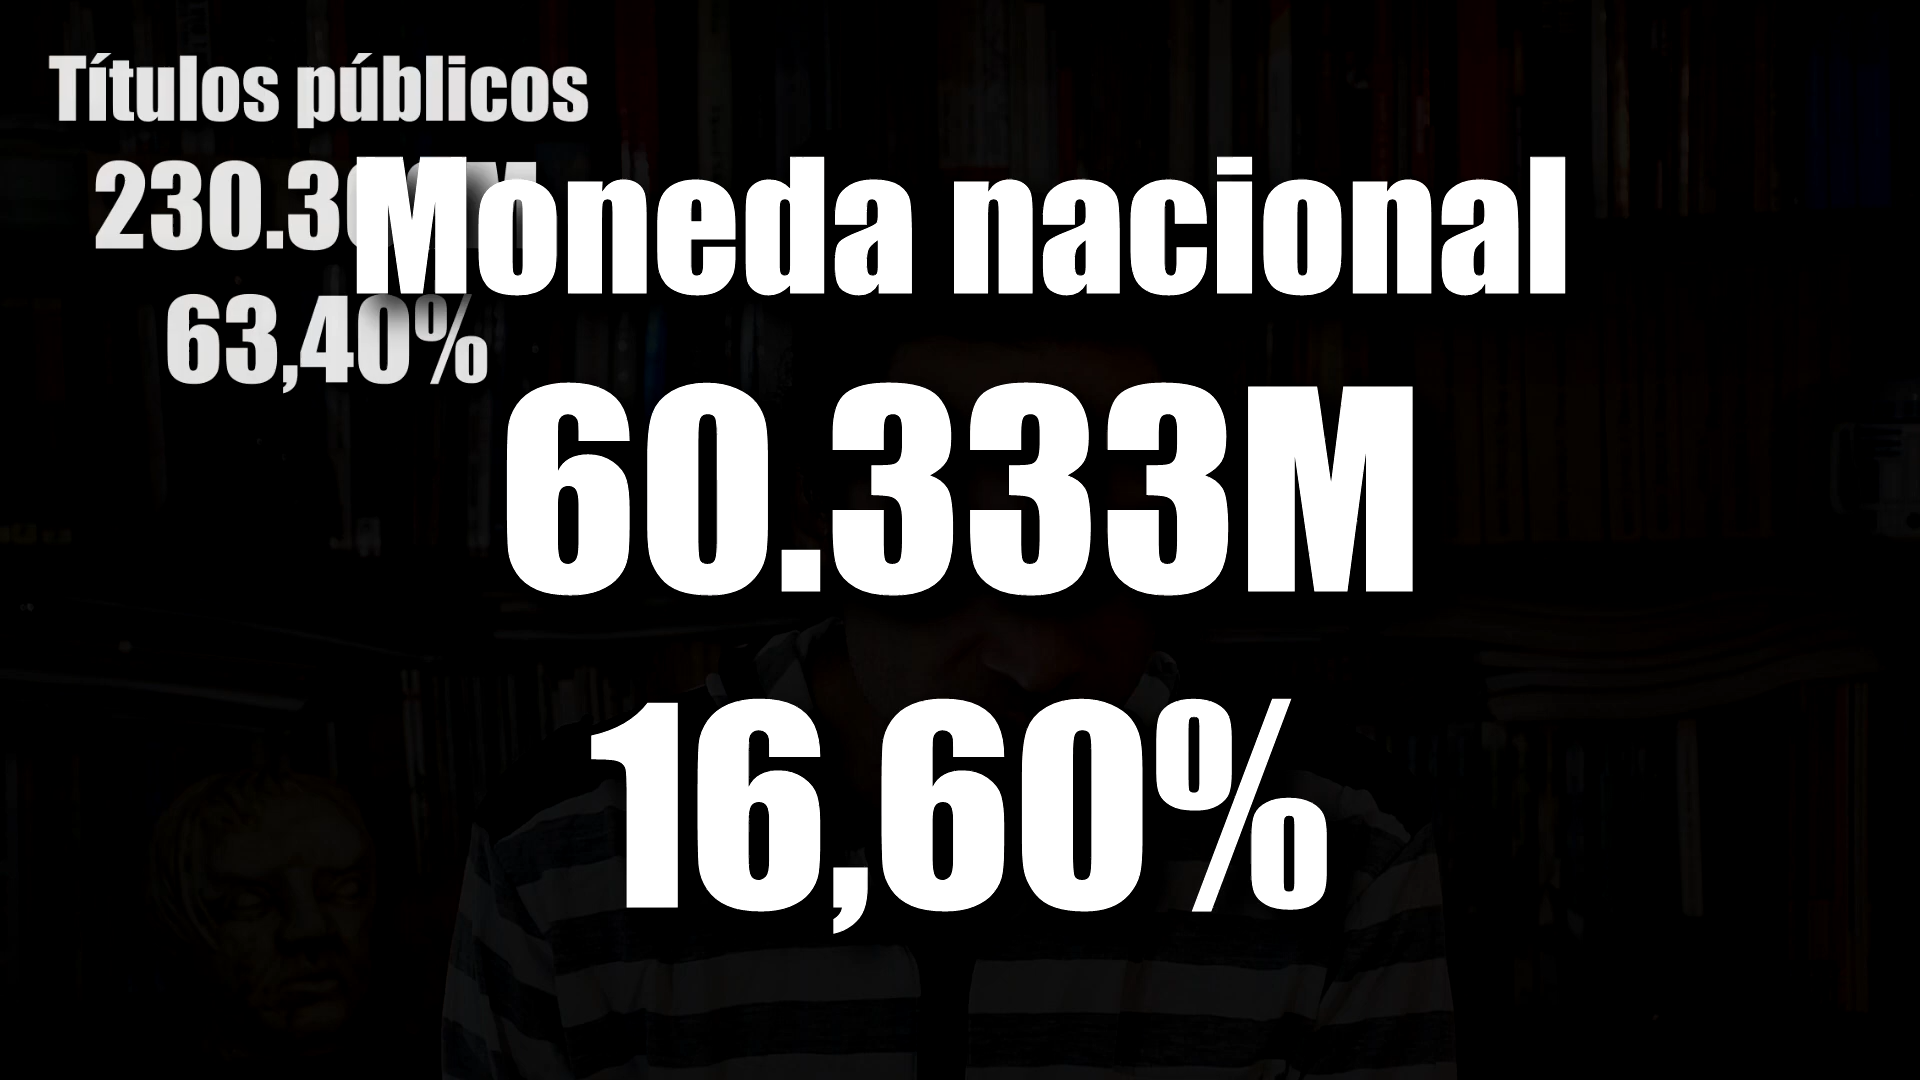 Títulos públicos
63,40%
Moneda nacional
60.333M
16,60%